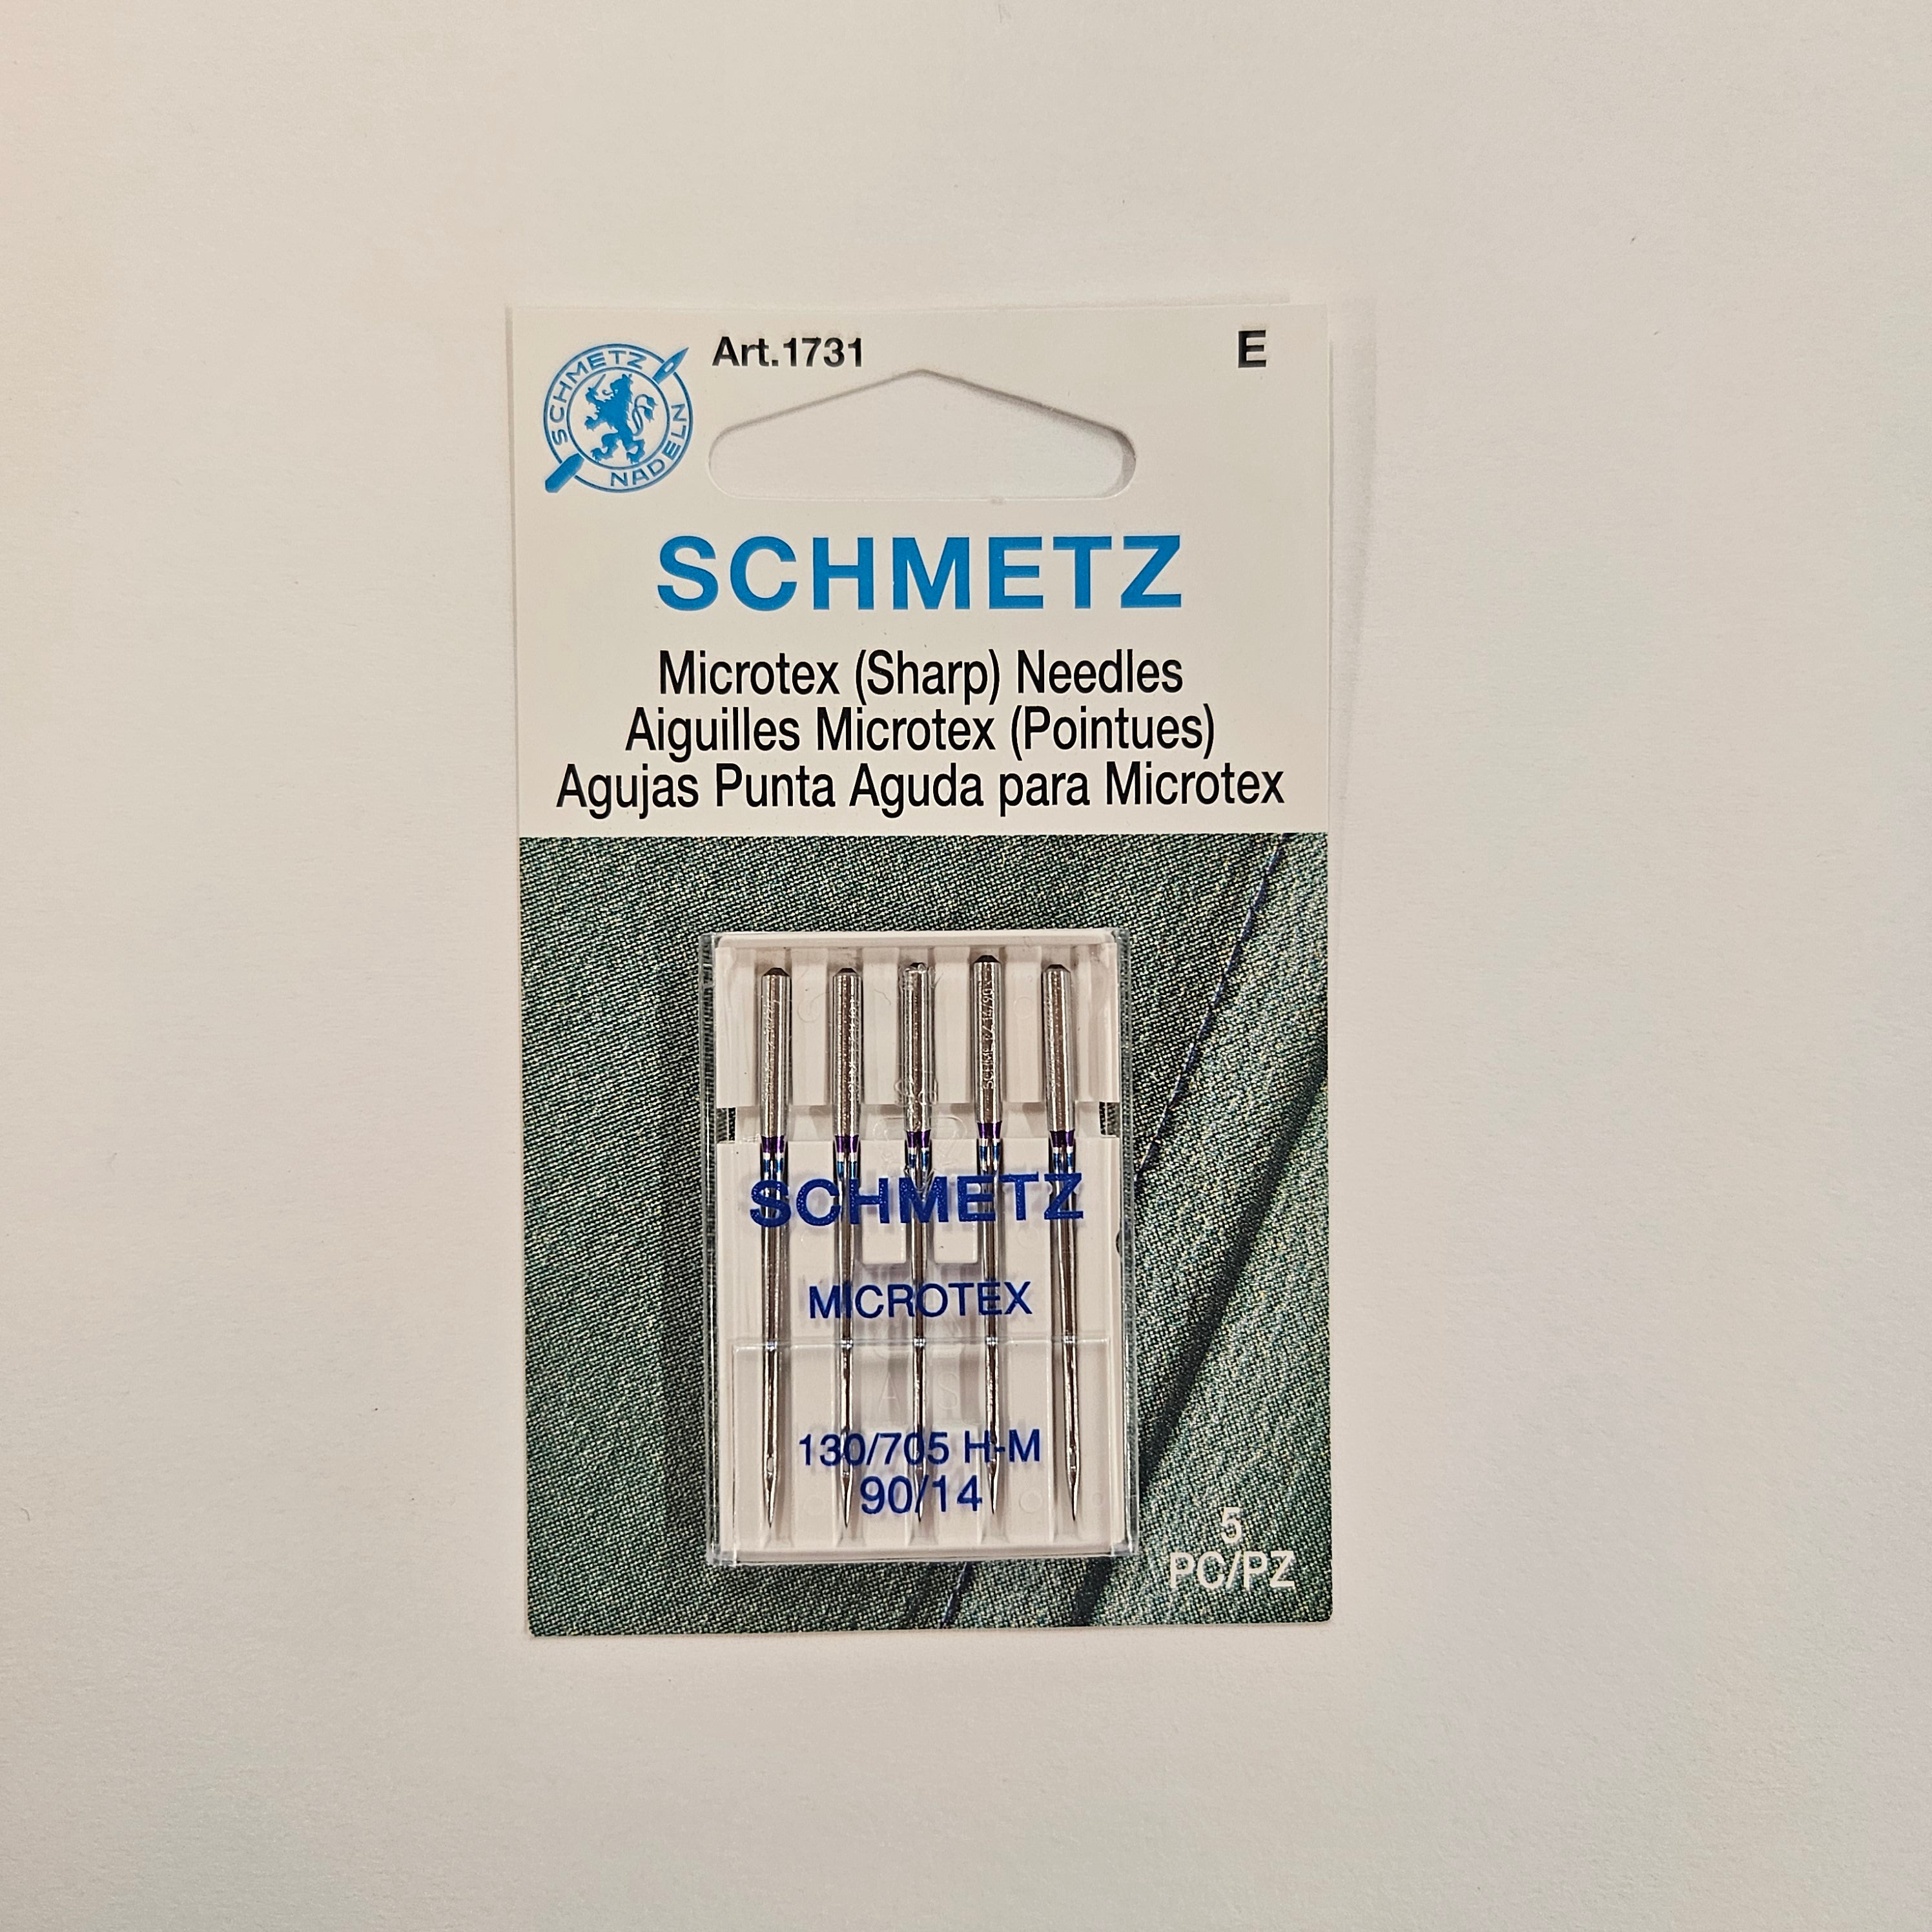 Art.1731
E
SCHMETZ
NADELN
SCHMETZ
Microtex (Sharp) Needles
Aiguilles Microtex (Pointues)
Agujas Punta Aguda para Microtex
SCHMETZ
MICROTEX
130/705 H-M
90/14
5
PC/PZ